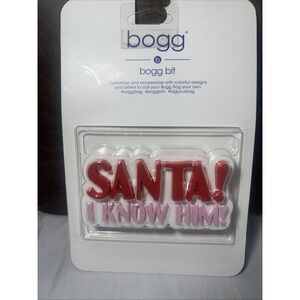 bogg®
b
bogg bit
Customize and accessorize with colorful designs
and letters to call your Bogg Bag your own
#boggbag #boggbits #bogyourbag
SANTA!
I KNOW HIM!